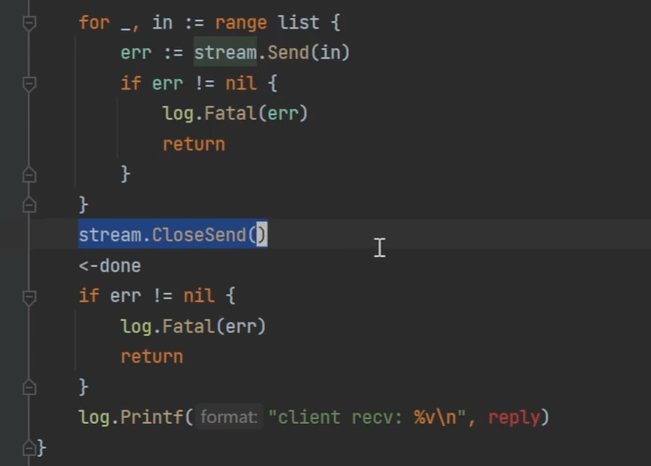 for _, in := range list {
    err := stream.Send(in)
    if err != nil {
        log.Fatal(err)
        return
    }
}
stream.CloseSend()
<-done
if err != nil {
    log.Fatal(err)
    return
}
log.Printf( format: "client recv: %v\n", reply)
}